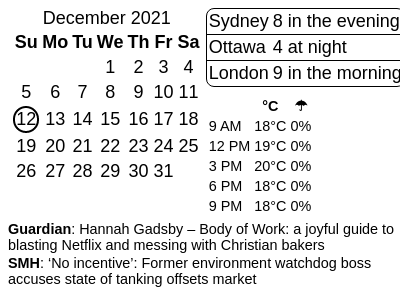 December 2021
Su Mo Tu We Th Fr Sa
1 2 3 4
5 6 7 8 9 10 11
12 13 14 15 16 17 18
19 20 21 22 23 24 25
26 27 28 29 30 31
Sydney 8 in the evening
Ottawa 4 at night
London 9 in the morning
°C ☂
9 AM 18°C 0%
12 PM 19°C 0%
3 PM 20°C 0%
6 PM 18°C 0%
9 PM 18°C 0%
Guardian: Hannah Gadsby – Body of Work: a joyful guide to
blasting Netflix and messing with Christian bakers
SMH: ‘No incentive’: Former environment watchdog boss
accuses state of tanking offsets market